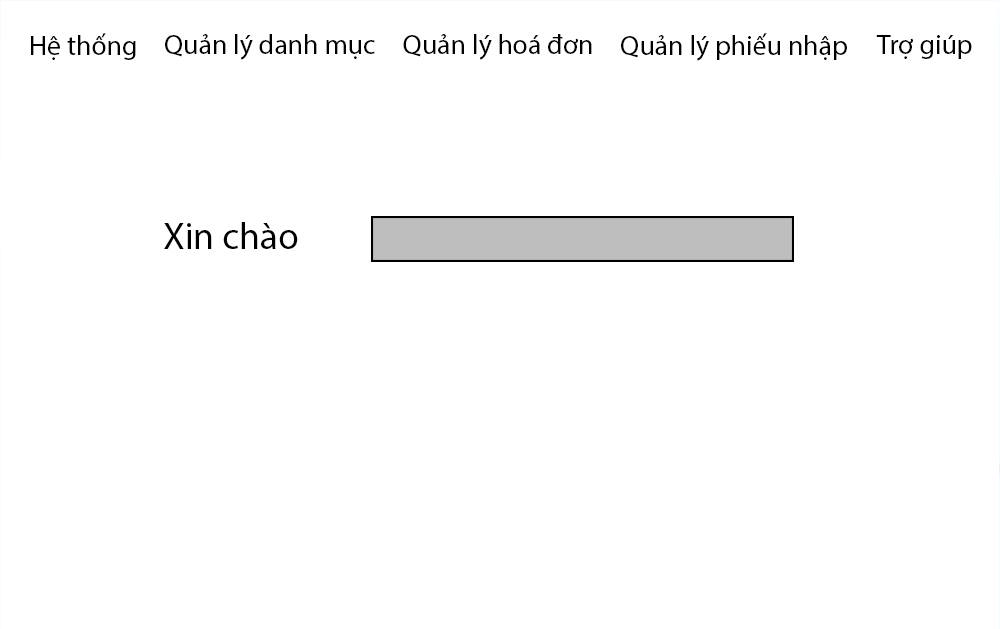 Hệ thống Quản lý danh mục Quản lý hoá đơn Quản lý phiếu nhập Trợ giúp
Xin chào